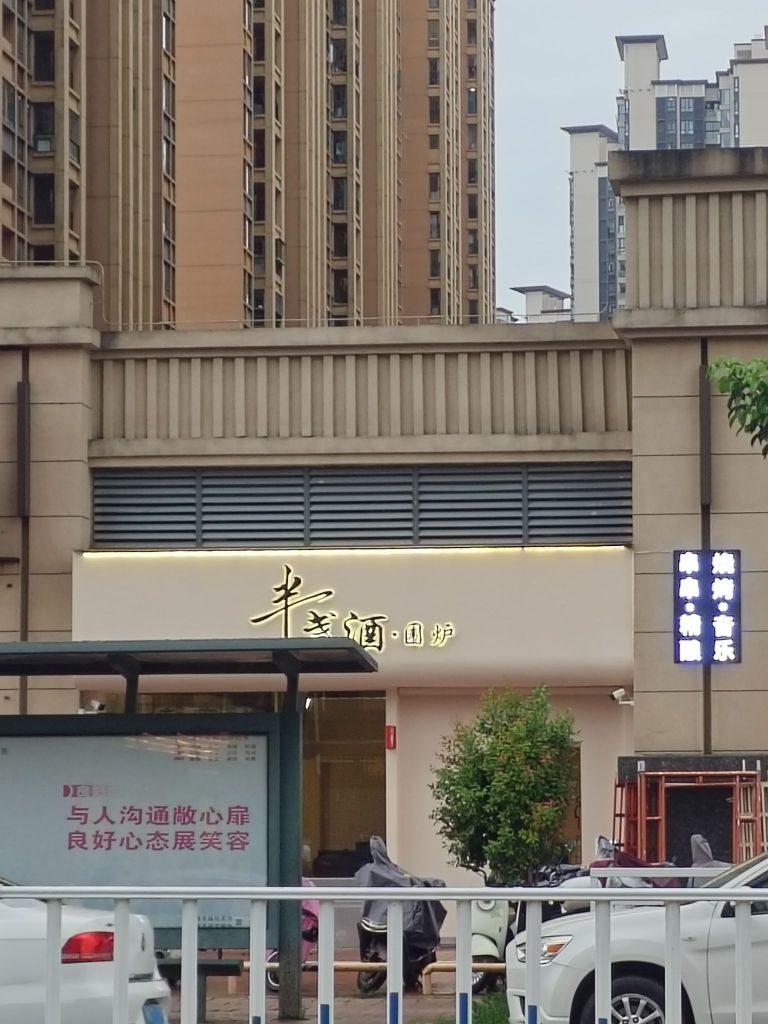 半盏酒·围炉
烧烤·音乐
串串·精酿
与人沟通敞心扉
良好心态展笑容